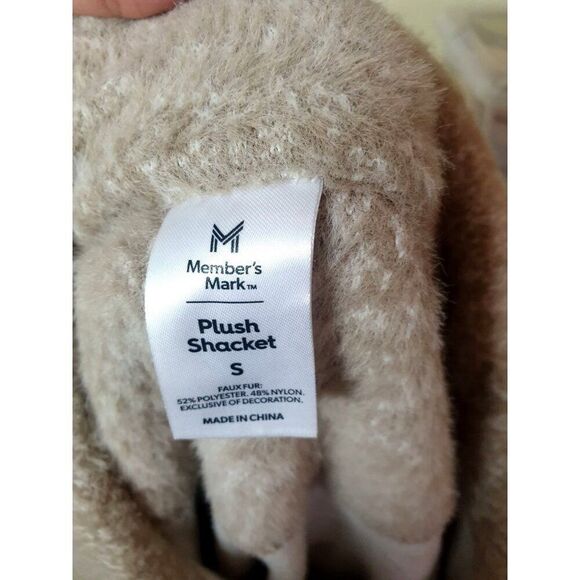 M
Member's
Mark™
Plush
Shacket
S
FAUX FUR:
52% POLYESTER. 48% NYLON.
EXCLUSIVE OF DECORATION.
MADE IN CHINA